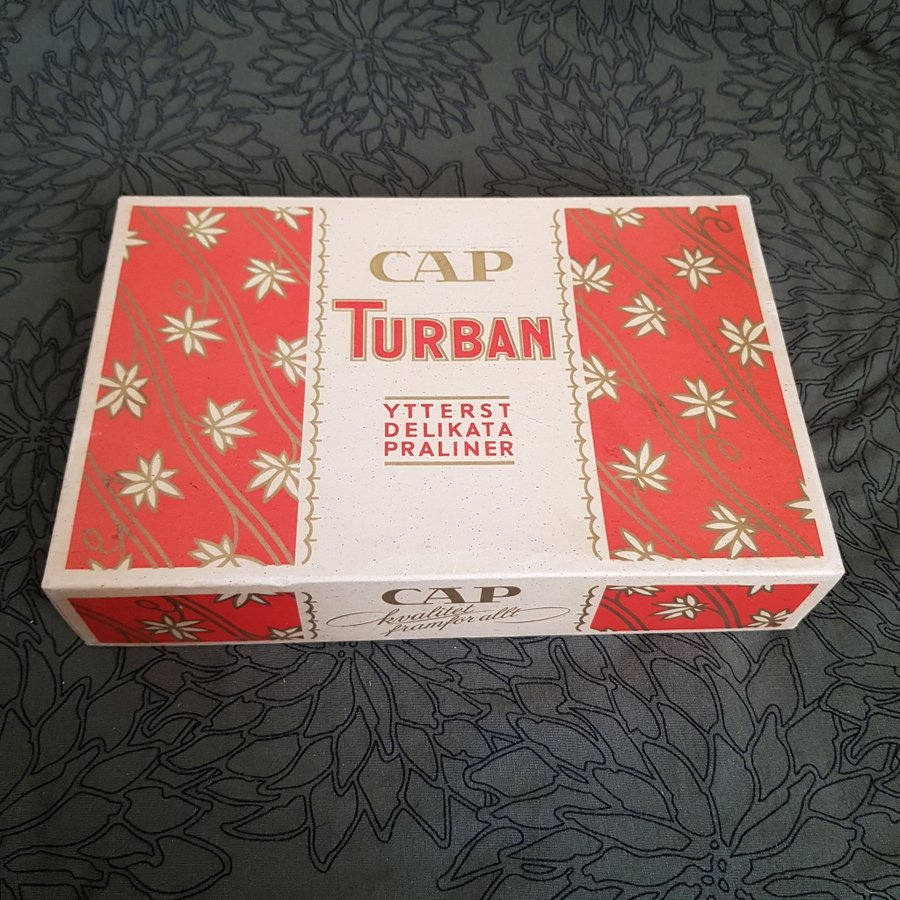 CAP
TURBAN
YTTERST
DELIKATA
PRALINER
CAP
kvalitet
framför allt